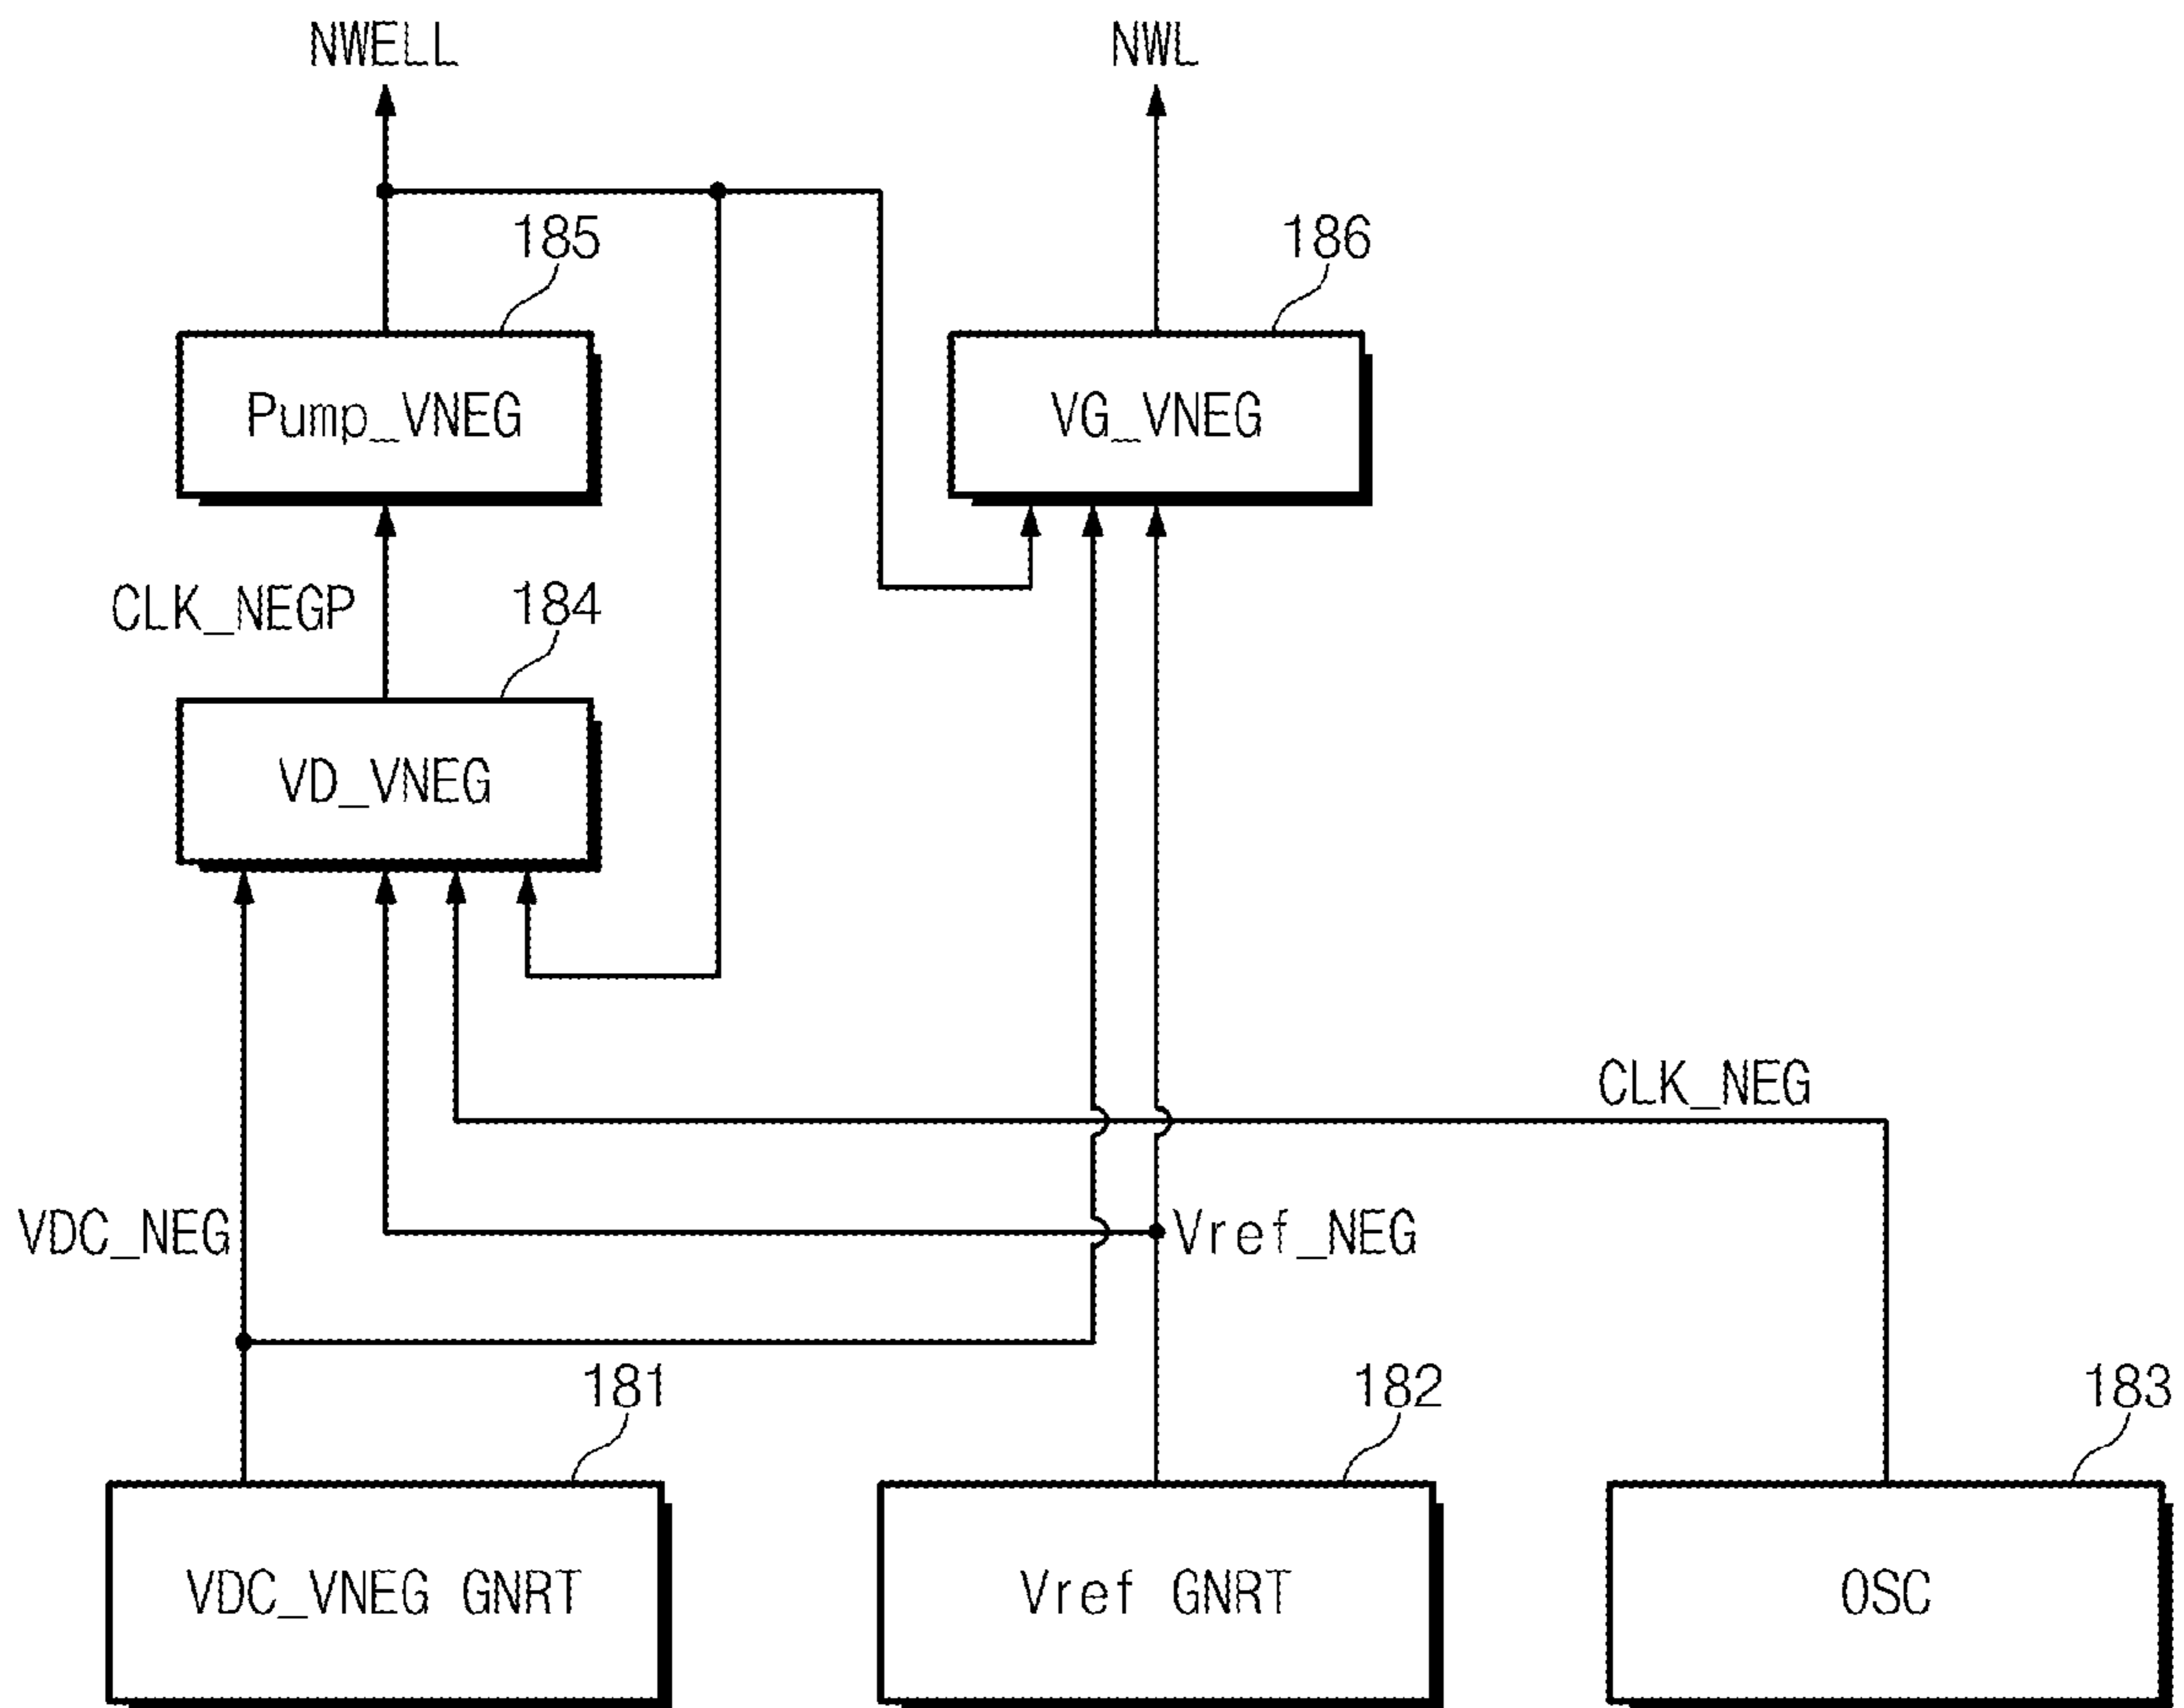 NWELL
NWL
185
186
Pump_VNEG
VG_VNEG
CLK_NEGP
184
VD_VNEG
CLK_NEG
VDC_NEG
Vref_NEG
181
182
183
VDC_VNEG GNRT
Vref GNRT
OSC